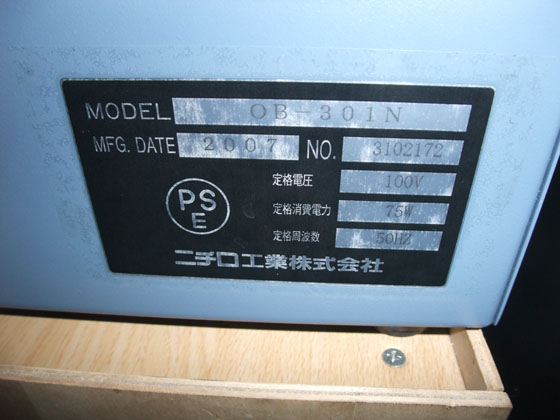 MODEL OB-301N
MFG. DATE 2007 NO. 3102172
定格電圧 100V
PS
E
定格消費電力 75W
定格周波数 50HZ
ニチロ工業株式会社